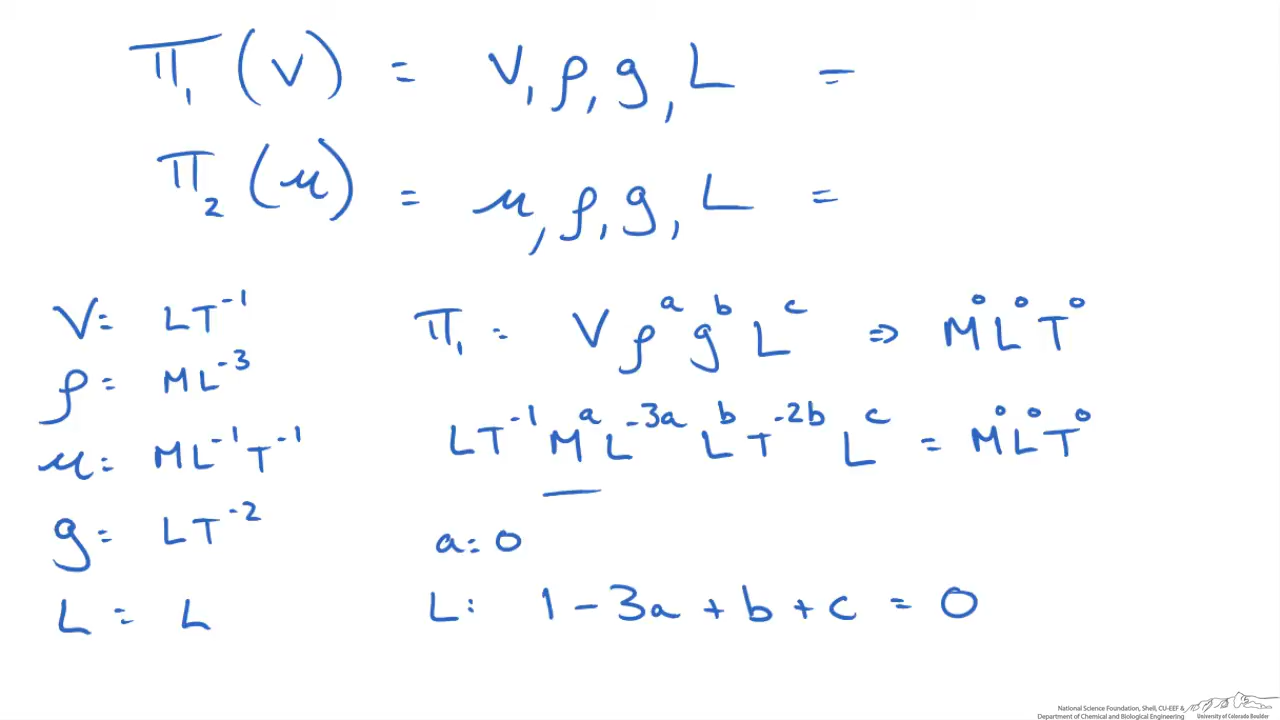 π₁ (V) = V, ρ, g, L =
π₂ (μ) = μ, ρ, g, L =
V = LT⁻¹
ρ = ML⁻³
μ = ML⁻¹T⁻¹
g = LT⁻²
L = L
π₁ = V ρᵃ gᵇ Lᶜ ⇒ M⁰L⁰T⁰
LT⁻¹ Mᵃ L⁻³ᵃ Lᵇ T⁻²ᵇ Lᶜ = M⁰L⁰T⁰
a = 0
L: 1 - 3a + b + c = 0
National Science Foundation, Shell, CU-EEF &
Department of Chemical and Biological Engineering
University of Colorado Boulder